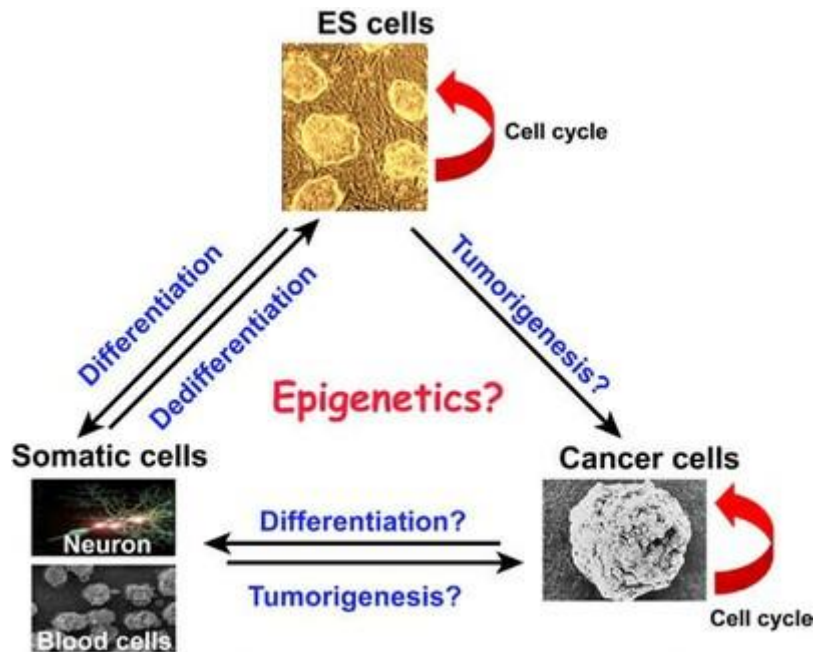 ES cells
Cell cycle
Differentiation
Dedifferentiation
Tumorigenesis?
Epigenetics?
Somatic cells
Neuron
Blood cells
Differentiation?
Tumorigenesis?
Cancer cells
Cell cycle